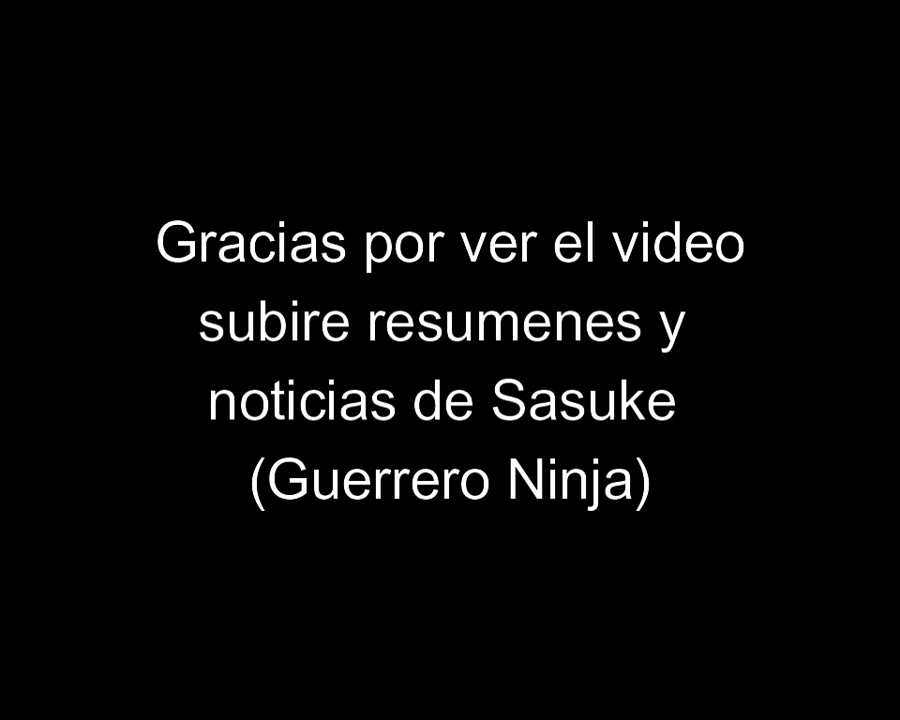 Gracias por ver el video
subire resumenes y
noticias de Sasuke
(Guerrero Ninja)